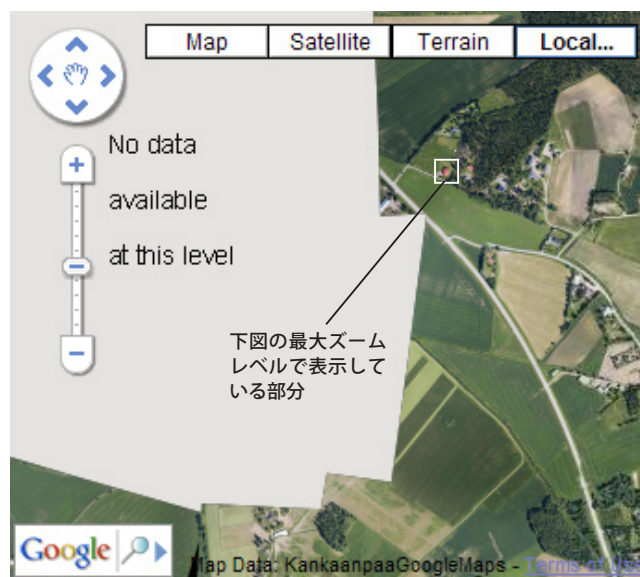 Map Satellite Terrain Local...
No data
available
at this level
下図の最大ズーム
レベルで表示して
いる部分
Google
Map Data: KankaanpaaGoogleMaps - Terms of Use